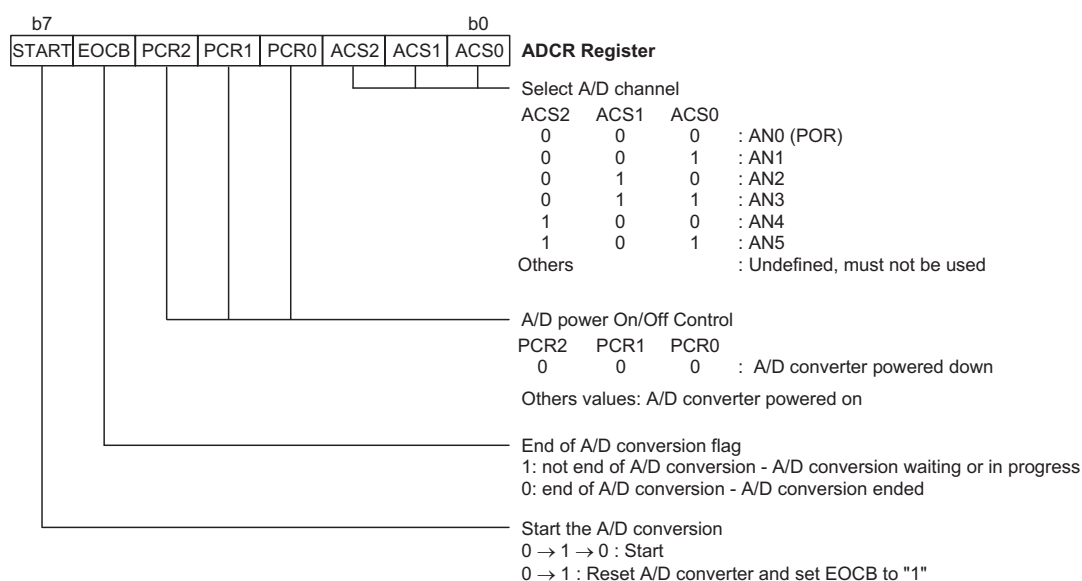 b7 b0
START EOCB PCR2 PCR1 PCR0 ACS2 ACS1 ACS0 ADCR Register
Select A/D channel
ACS2 ACS1 ACS0
0 0 0 : AN0 (POR)
0 0 1 : AN1
0 1 0 : AN2
0 1 1 : AN3
1 0 0 : AN4
1 0 1 : AN5
Others : Undefined, must not be used
A/D power On/Off Control
PCR2 PCR1 PCR0
0 0 0 : A/D converter powered down
Others values: A/D converter powered on
End of A/D conversion flag
1: not end of A/D conversion - A/D conversion waiting or in progress
0: end of A/D conversion - A/D conversion ended
Start the A/D conversion
0 → 1 → 0 : Start
0 → 1 : Reset A/D converter and set EOCB to "1"